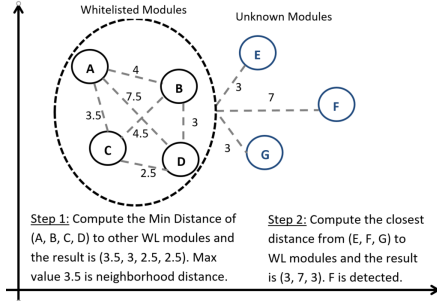 Whitelisted Modules
Unknown Modules
A
B
C
D
E
F
G
4
7.5
3.5
4.5
3
2.5
3
7
3
Step 1: Compute the Min Distance of
(A, B, C, D) to other WL modules and
the result is (3.5, 3, 2.5, 2.5). Max
value 3.5 is neighborhood distance.
Step 2: Compute the closest
distance from (E, F, G) to
WL modules and the result
is (3, 7, 3). F is detected.